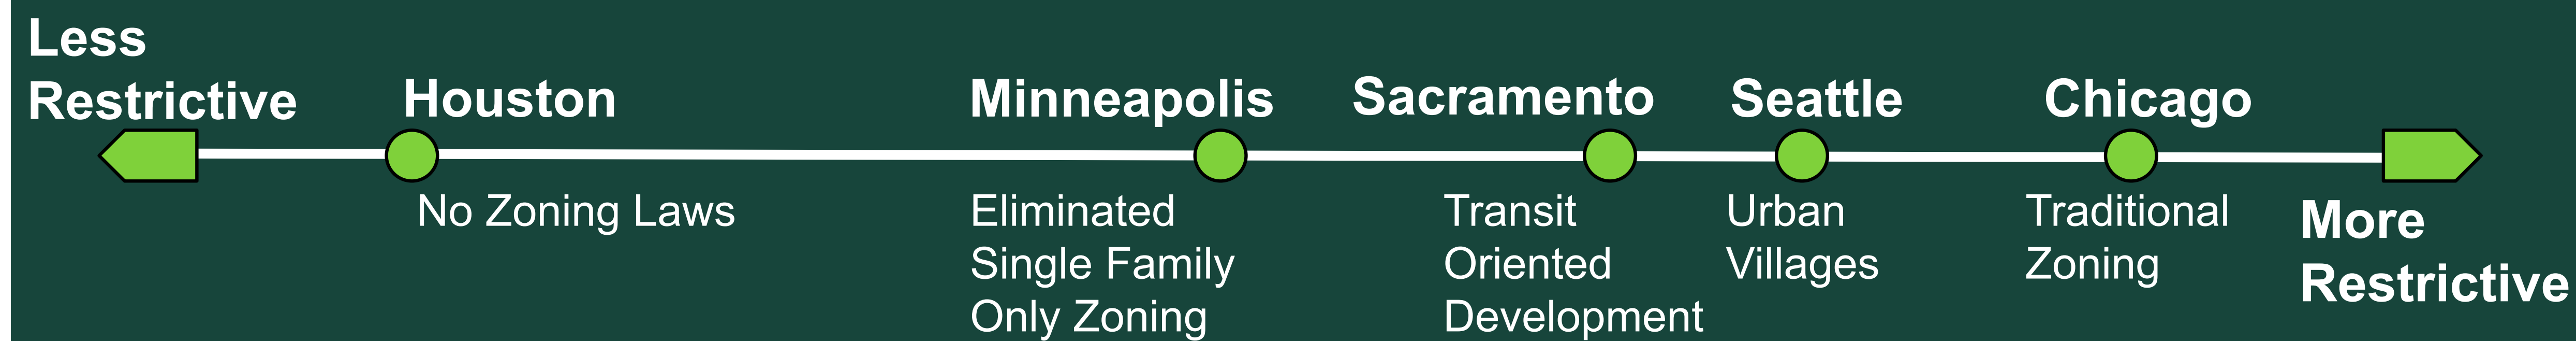 Less
Restrictive
Houston
No Zoning Laws
Minneapolis
Eliminated
Single Family
Only Zoning
Sacramento
Transit
Oriented
Development
Seattle
Urban
Villages
Chicago
Traditional
Zoning
More
Restrictive